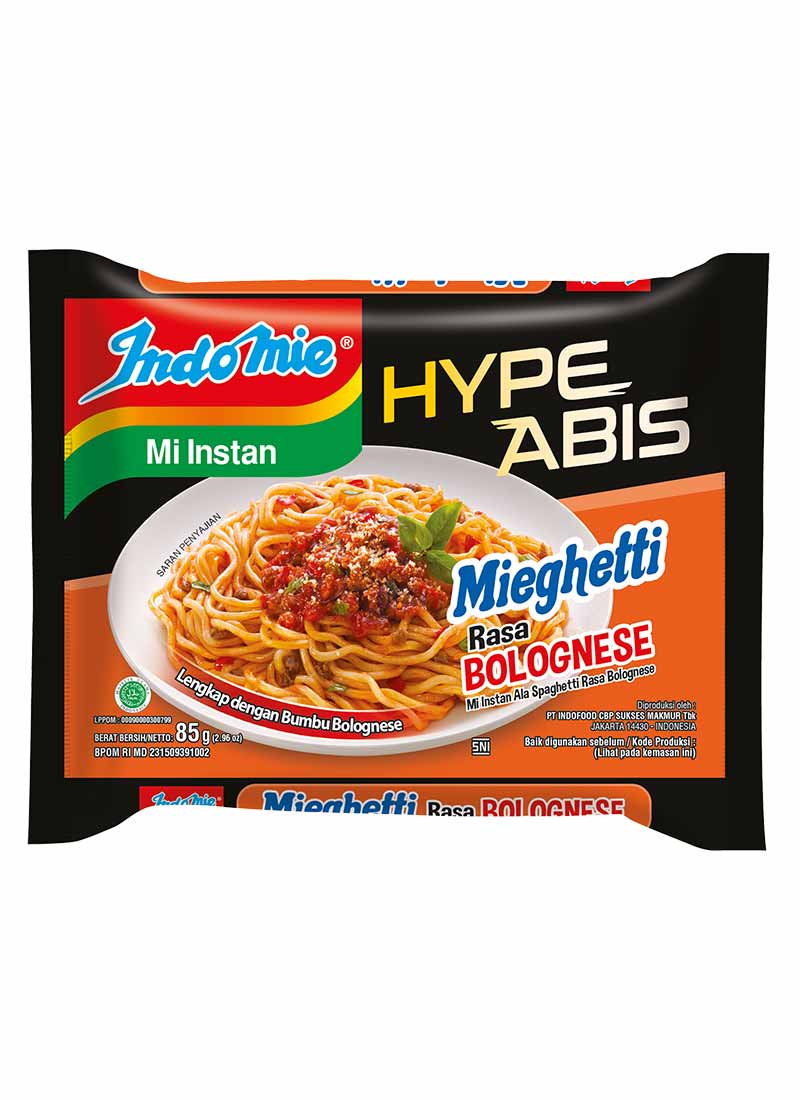 Indomie®
Mi Instan
HYPE
ABIS
SARAN PENYAJIAN
Mieghetti
Rasa
BOLOGNESE
Mi Instan Ala Spaghetti Rasa Bolognese
Lengkap dengan Bumbu Bolognese
LPPOM : 00090000300799
BERAT BERSIH/NETTO: 85 g (2.96 oz)
BPOM RI MD 231509391002
SNI
Diproduksi oleh :
PT INDOFOOD CBP SUKSES MAKMUR Tbk
JAKARTA 14430 - INDONESIA
Baik digunakan sebelum / Kode Produksi :
(Lihat pada kemasan ini)
Indomie
Mieghetti Rasa BOLOGNESE